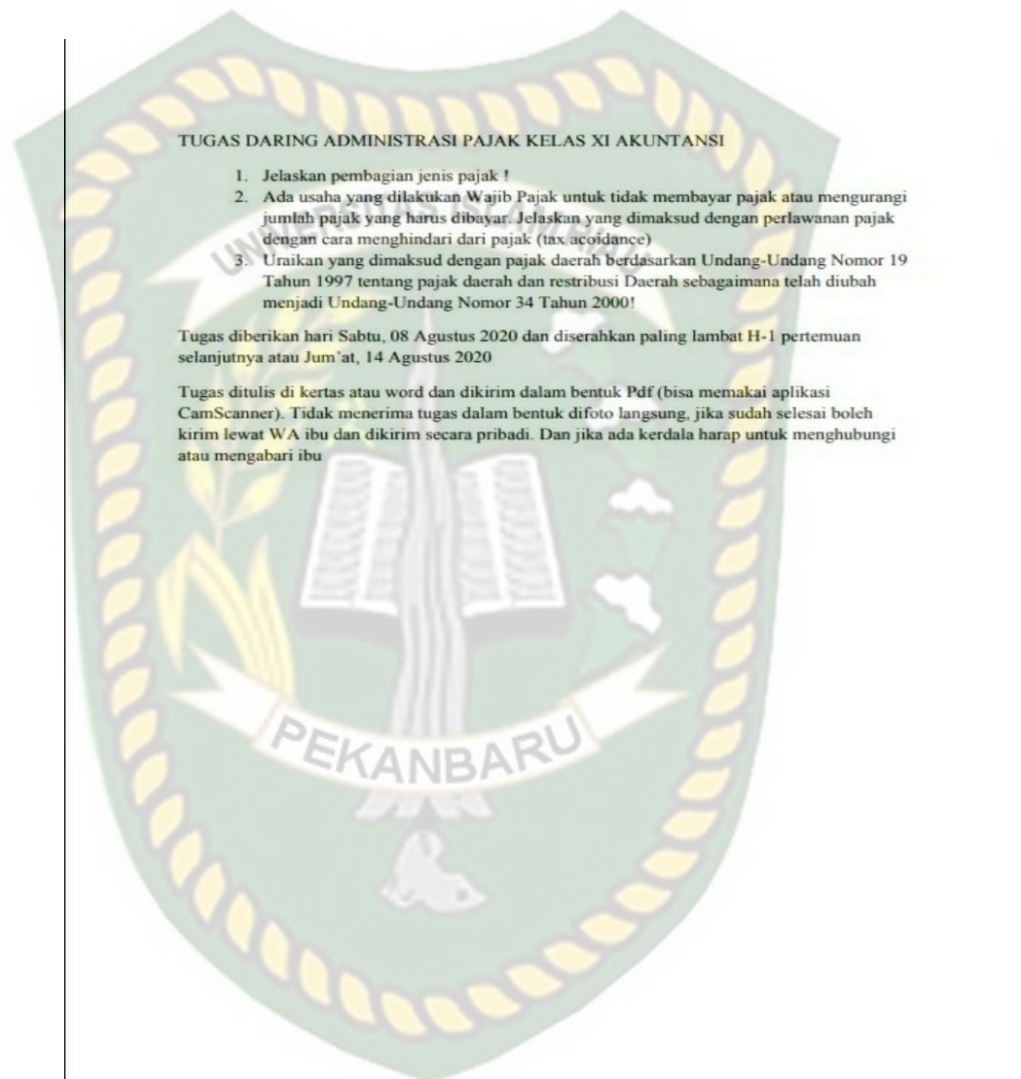 TUGAS DARING ADMINISTRASI PAJAK KELAS XI AKUNTANSI
1. Jelaskan pembagian jenis pajak !
2. Ada usaha yang dilakukan Wajib Pajak untuk tidak membayar pajak atau mengurangi
jumlah pajak yang harus dibayar. Jelaskan yang dimaksud dengan perlawanan pajak
dengan cara menghindari dari pajak (tax acoidance)
3. Uraikan yang dimaksud dengan pajak daerah berdasarkan Undang-Undang Nomor 19
Tahun 1997 tentang pajak daerah dan restribusi Daerah sebagaimana telah diubah
menjadi Undang-Undang Nomor 34 Tahun 2000!
Tugas diberikan hari Sabtu, 08 Agustus 2020 dan diserahkan paling lambat H-1 pertemuan
selanjutnya atau Jum'at, 14 Agustus 2020
Tugas ditulis di kertas atau word dan dikirim dalam bentuk Pdf (bisa memakai aplikasi
CamScanner). Tidak menerima tugas dalam bentuk difoto langsung, jika sudah selesai boleh
kirim lewat WA ibu dan dikirim secara pribadi. Dan jika ada kerdala harap untuk menghubungi
atau mengabari ibu
UNIVERSITAS ISLAM RIAU
PEKANBARU